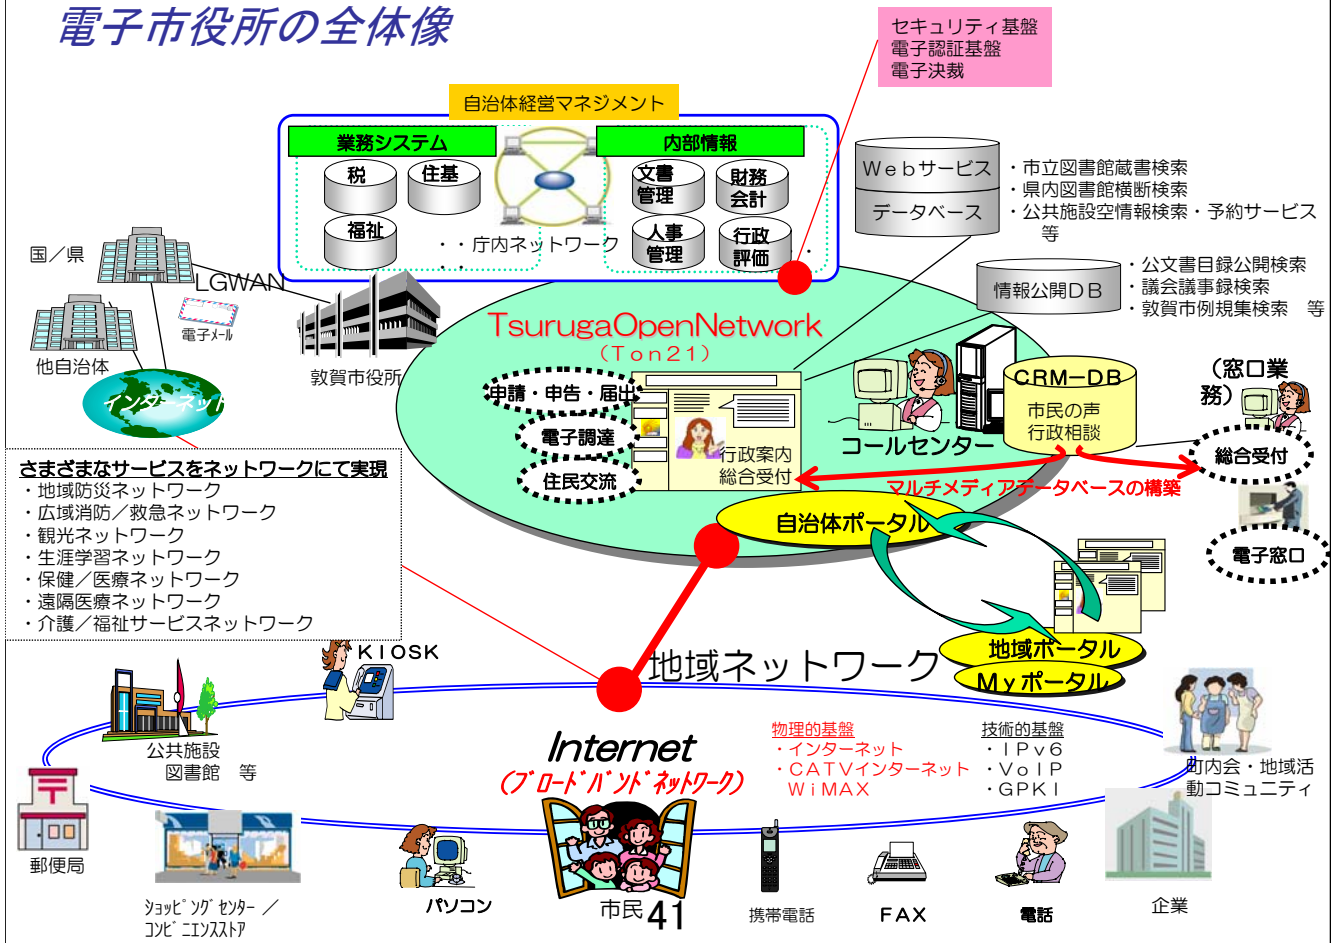 電子市役所の全体像
セキュリティ基盤
電子認証基盤
電子決裁
自治体経営マネジメント
業務システム
税
住基
福祉
・・
・・庁内ネットワーク
内部情報
文書
管理
財務
会計
人事
管理
行政
評価
・・
Ｗｅｂサービス
データベース
・市立図書館蔵書検索
・県内図書館横断検索
・公共施設空情報検索・予約サービス
等
情報公開ＤＢ
・公文書目録公開検索
・議会議事録検索
・敦賀市例規集検索　等
国／県
LGWAN
電子ﾒｰﾙ
他自治体
敦賀市役所
インターネット
TsurugaOpenNetwork
（Ｔｏｎ２１）
申請・申告・届出
電子調達
住民交流
行政案内
総合受付
コールセンター
CRM－DB
市民の声
行政相談
（窓口業
務）
総合受付
電子窓口
マルチメディアデータベースの構築
自治体ポータル
地域ポータル
Ｍｙポータル
さまざまなサービスをネットワークにて実現
・地域防災ネットワーク
・広域消防／救急ネットワーク
・観光ネットワーク
・生涯学習ネットワーク
・保健／医療ネットワーク
・遠隔医療ネットワーク
・介護／福祉サービスネットワーク
ＫＩＯＳＫ
地域ネットワーク
公共施設
図書館　等
Internet
(ﾌﾞﾛｰﾄﾞﾊﾞﾝﾄﾞﾈｯﾄﾜｰｸ)
物理的基盤
・インターネット
・ＣＡＴＶインターネット
ＷｉＭＡＸ
技術的基盤
・ＩＰｖ６
・ＶｏＩＰ
・ＧＰＫＩ
町内会・地域活
動コミュニティ
郵便局
ｼｮｯﾋﾟﾝｸﾞｾﾝﾀｰ／
ｺﾝﾋﾞﾆｴﾝｽｽﾄｱ
パソコン
市民
41
携帯電話
ＦＡＸ
電話
企業